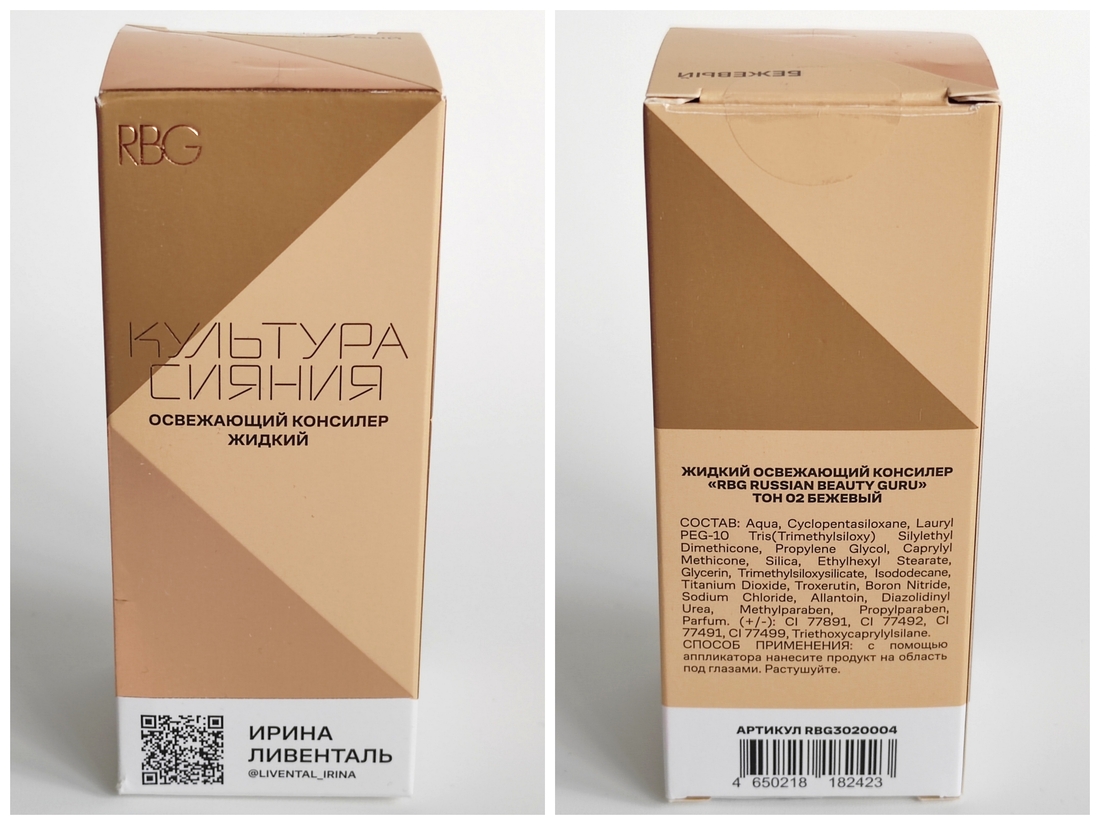 RBG
КУЛЬТУРА
СИЯНИЯ
ОСВЕЖАЮЩИЙ КОНСИЛЕР
ЖИДКИЙ
ИРИНА
ЛИВЕНТАЛЬ
@LIVENTAL_IRINA
БЕЖЕВЫЙ
ЖИДКИЙ ОСВЕЖАЮЩИЙ КОНСИЛЕР
«RBG RUSSIAN BEAUTY GURU»
ТОН 02 БЕЖЕВЫЙ
СОСТАВ: Aqua, Cyclopentasiloxane, Lauryl
PEG-10 Tris(Trimethylsiloxy) Silylethyl
Dimethicone, Propylene Glycol, Caprylyl
Methicone, Silica, Ethylhexyl Stearate,
Glycerin, Trimethylsiloxysilicate, Isododecane,
Titanium Dioxide, Troxerutin, Boron Nitride,
Sodium Chloride, Allantoin, Diazolidinyl
Urea, Methylparaben, Propylparaben,
Parfum. (+/-): CI 77891, CI 77492, CI
77491, CI 77499, Triethoxycaprylylsilane.
СПОСОБ ПРИМЕНЕНИЯ: с помощью
аппликатора нанесите продукт на область
под глазами. Растушуйте.
АРТИКУЛ RBG3020004
4 650218 182423